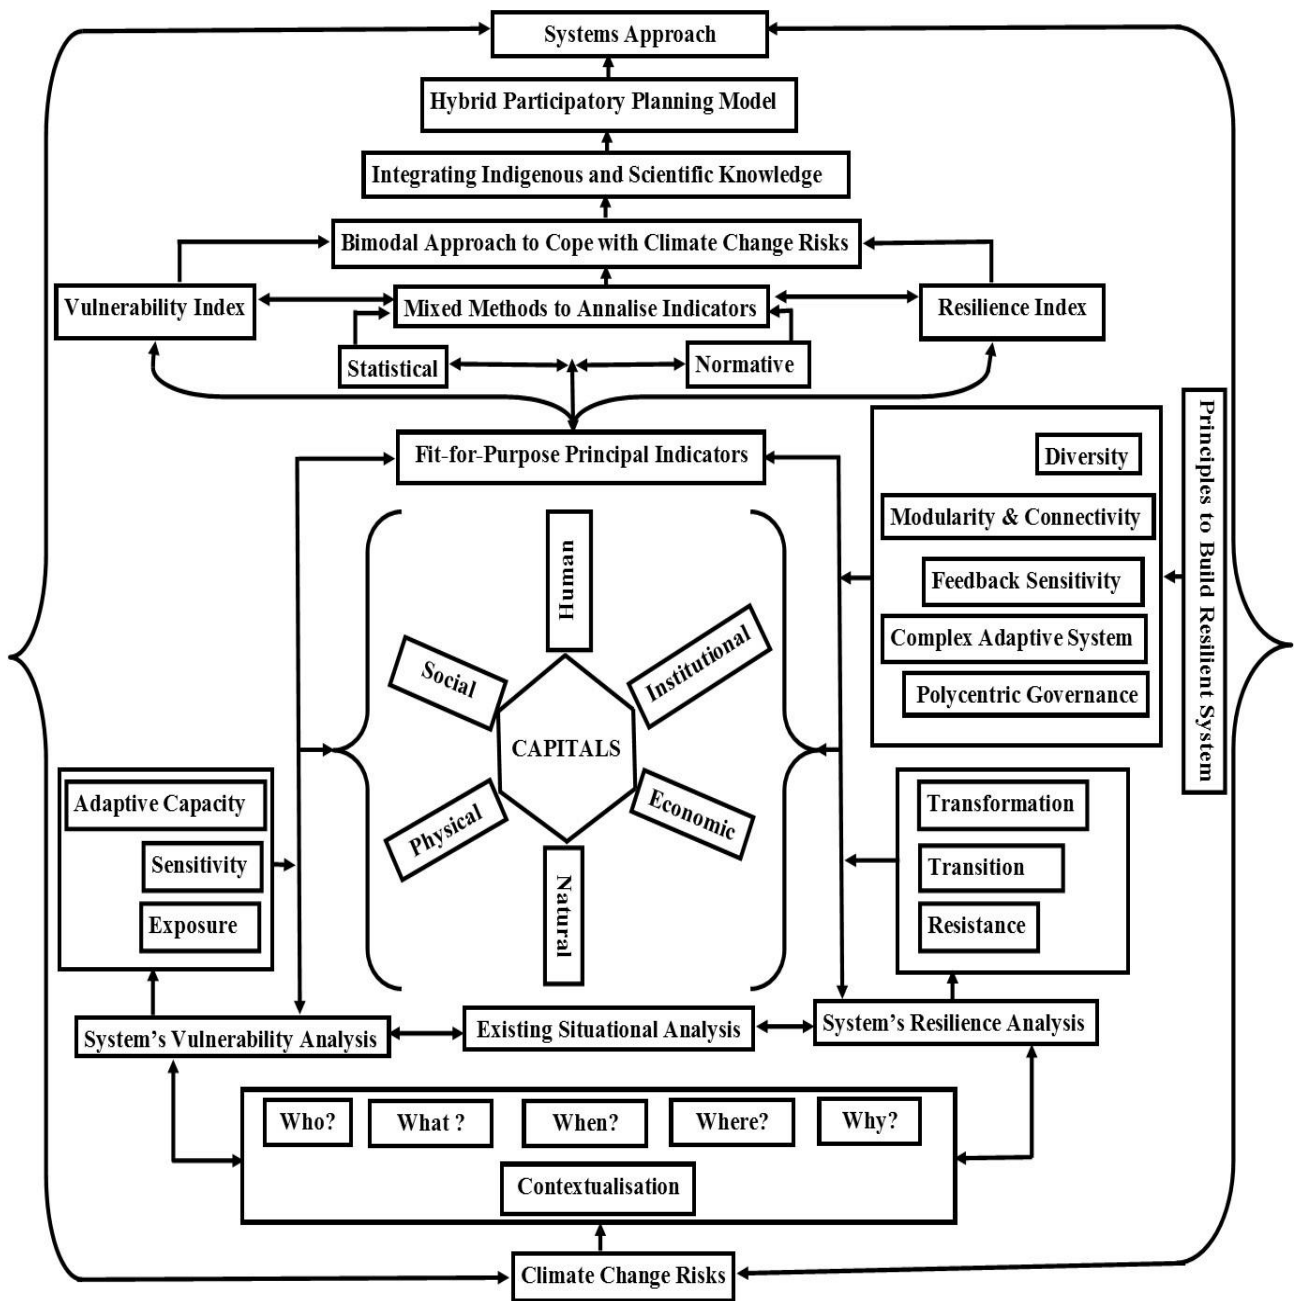 Systems Approach
Hybrid Participatory Planning Model
Integrating Indigenous and Scientific Knowledge
Bimodal Approach to Cope with Climate Change Risks
Vulnerability Index
Mixed Methods to Annalise Indicators
Resilience Index
Statistical
Normative
Fit-for-Purpose Principal Indicators
Principles to Build Resilient System
Diversity
Modularity & Connectivity
Feedback Sensitivity
Complex Adaptive System
Polycentric Governance
Human
Social
Institutional
CAPITALS
Physical
Economic
Natural
Adaptive Capacity
Sensitivity
Exposure
Transformation
Transition
Resistance
System's Vulnerability Analysis
Existing Situational Analysis
System's Resilience Analysis
Who?
What ?
When?
Where?
Why?
Contextualisation
Climate Change Risks